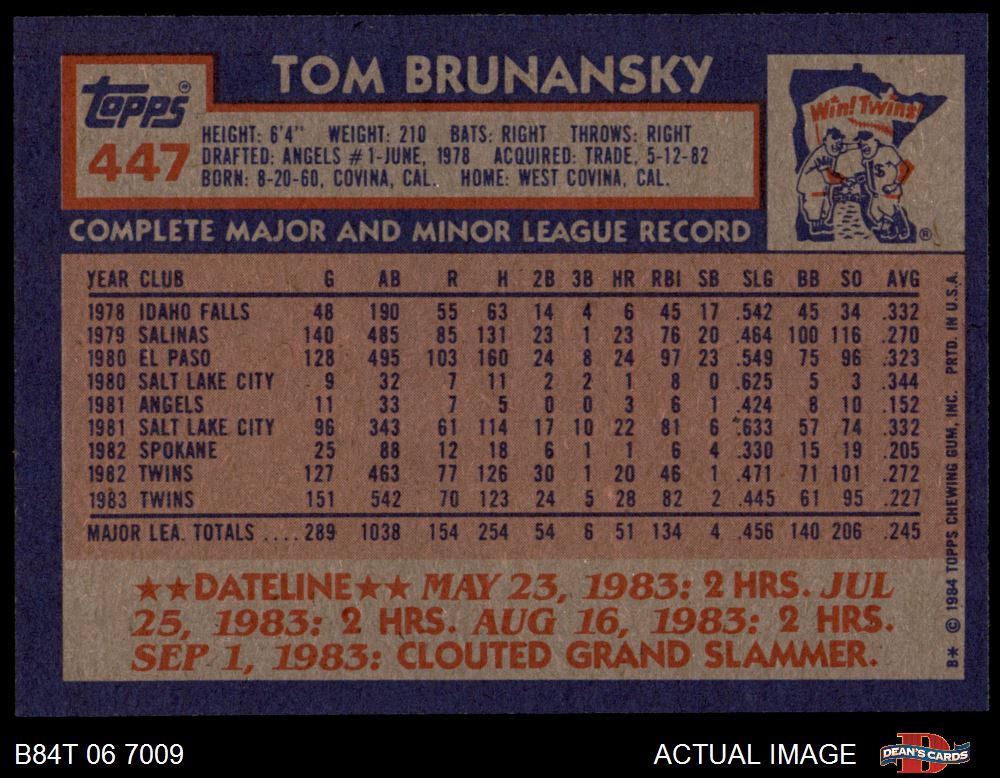 TOM BRUNANSKY
topps®
447
HEIGHT: 6'4" WEIGHT: 210 BATS: RIGHT THROWS: RIGHT
DRAFTED: ANGELS #1-JUNE, 1978 ACQUIRED: TRADE, 5-12-82
BORN: 8-20-60, COVINA, CAL. HOME: WEST COVINA, CAL.
Win! Twins!
®
COMPLETE MAJOR AND MINOR LEAGUE RECORD
YEAR CLUB G AB R H 2B 3B HR RBI SB SLG BB SO AVG
1978 IDAHO FALLS 48 190 55 63 14 4 6 45 17 .542 45 34 .332
1979 SALINAS 140 485 85 131 23 1 23 76 20 .464 100 116 .270
1980 EL PASO 128 495 103 160 24 8 24 97 23 .549 75 96 .323
1980 SALT LAKE CITY 9 32 7 11 2 2 1 8 0 .625 5 3 .344
1981 ANGELS 11 33 7 5 0 0 3 6 1 .424 8 10 .152
1981 SALT LAKE CITY 96 343 61 114 17 10 22 81 6 .633 57 74 .332
1982 SPOKANE 25 88 12 18 6 1 1 6 4 .330 15 19 .205
1982 TWINS 127 463 77 126 30 1 20 46 1 .471 71 101 .272
1983 TWINS 151 542 70 123 24 5 28 82 2 .445 61 95 .227
MAJOR LEA. TOTALS .... 289 1038 154 254 54 6 51 134 4 .456 140 206 .245
★★DATELINE★★ MAY 23, 1983: 2 HRS. JUL
25, 1983: 2 HRS. AUG 16, 1983: 2 HRS.
SEP 1, 1983: CLOUTED GRAND SLAMMER.
B* © 1984 TOPPS CHEWING GUM, INC. PRTD. IN U.S.A.
B84T 06 7009
ACTUAL IMAGE
DEAN'S CARDS